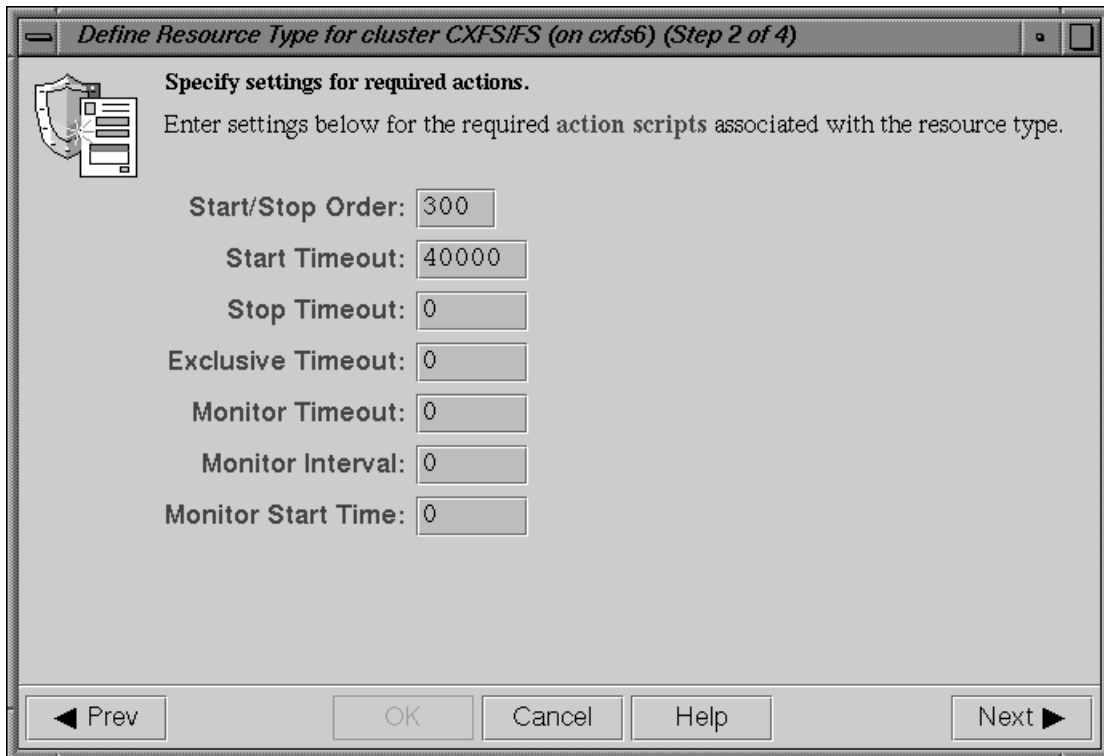 Define Resource Type for cluster CXFS/FS (on cxfs6) (Step 2 of 4)
Specify settings for required actions.
Enter settings below for the required action scripts associated with the resource type.
Start/Stop Order: 300
Start Timeout: 40000
Stop Timeout: 0
Exclusive Timeout: 0
Monitor Timeout: 0
Monitor Interval: 0
Monitor Start Time: 0
Prev OK Cancel Help Next